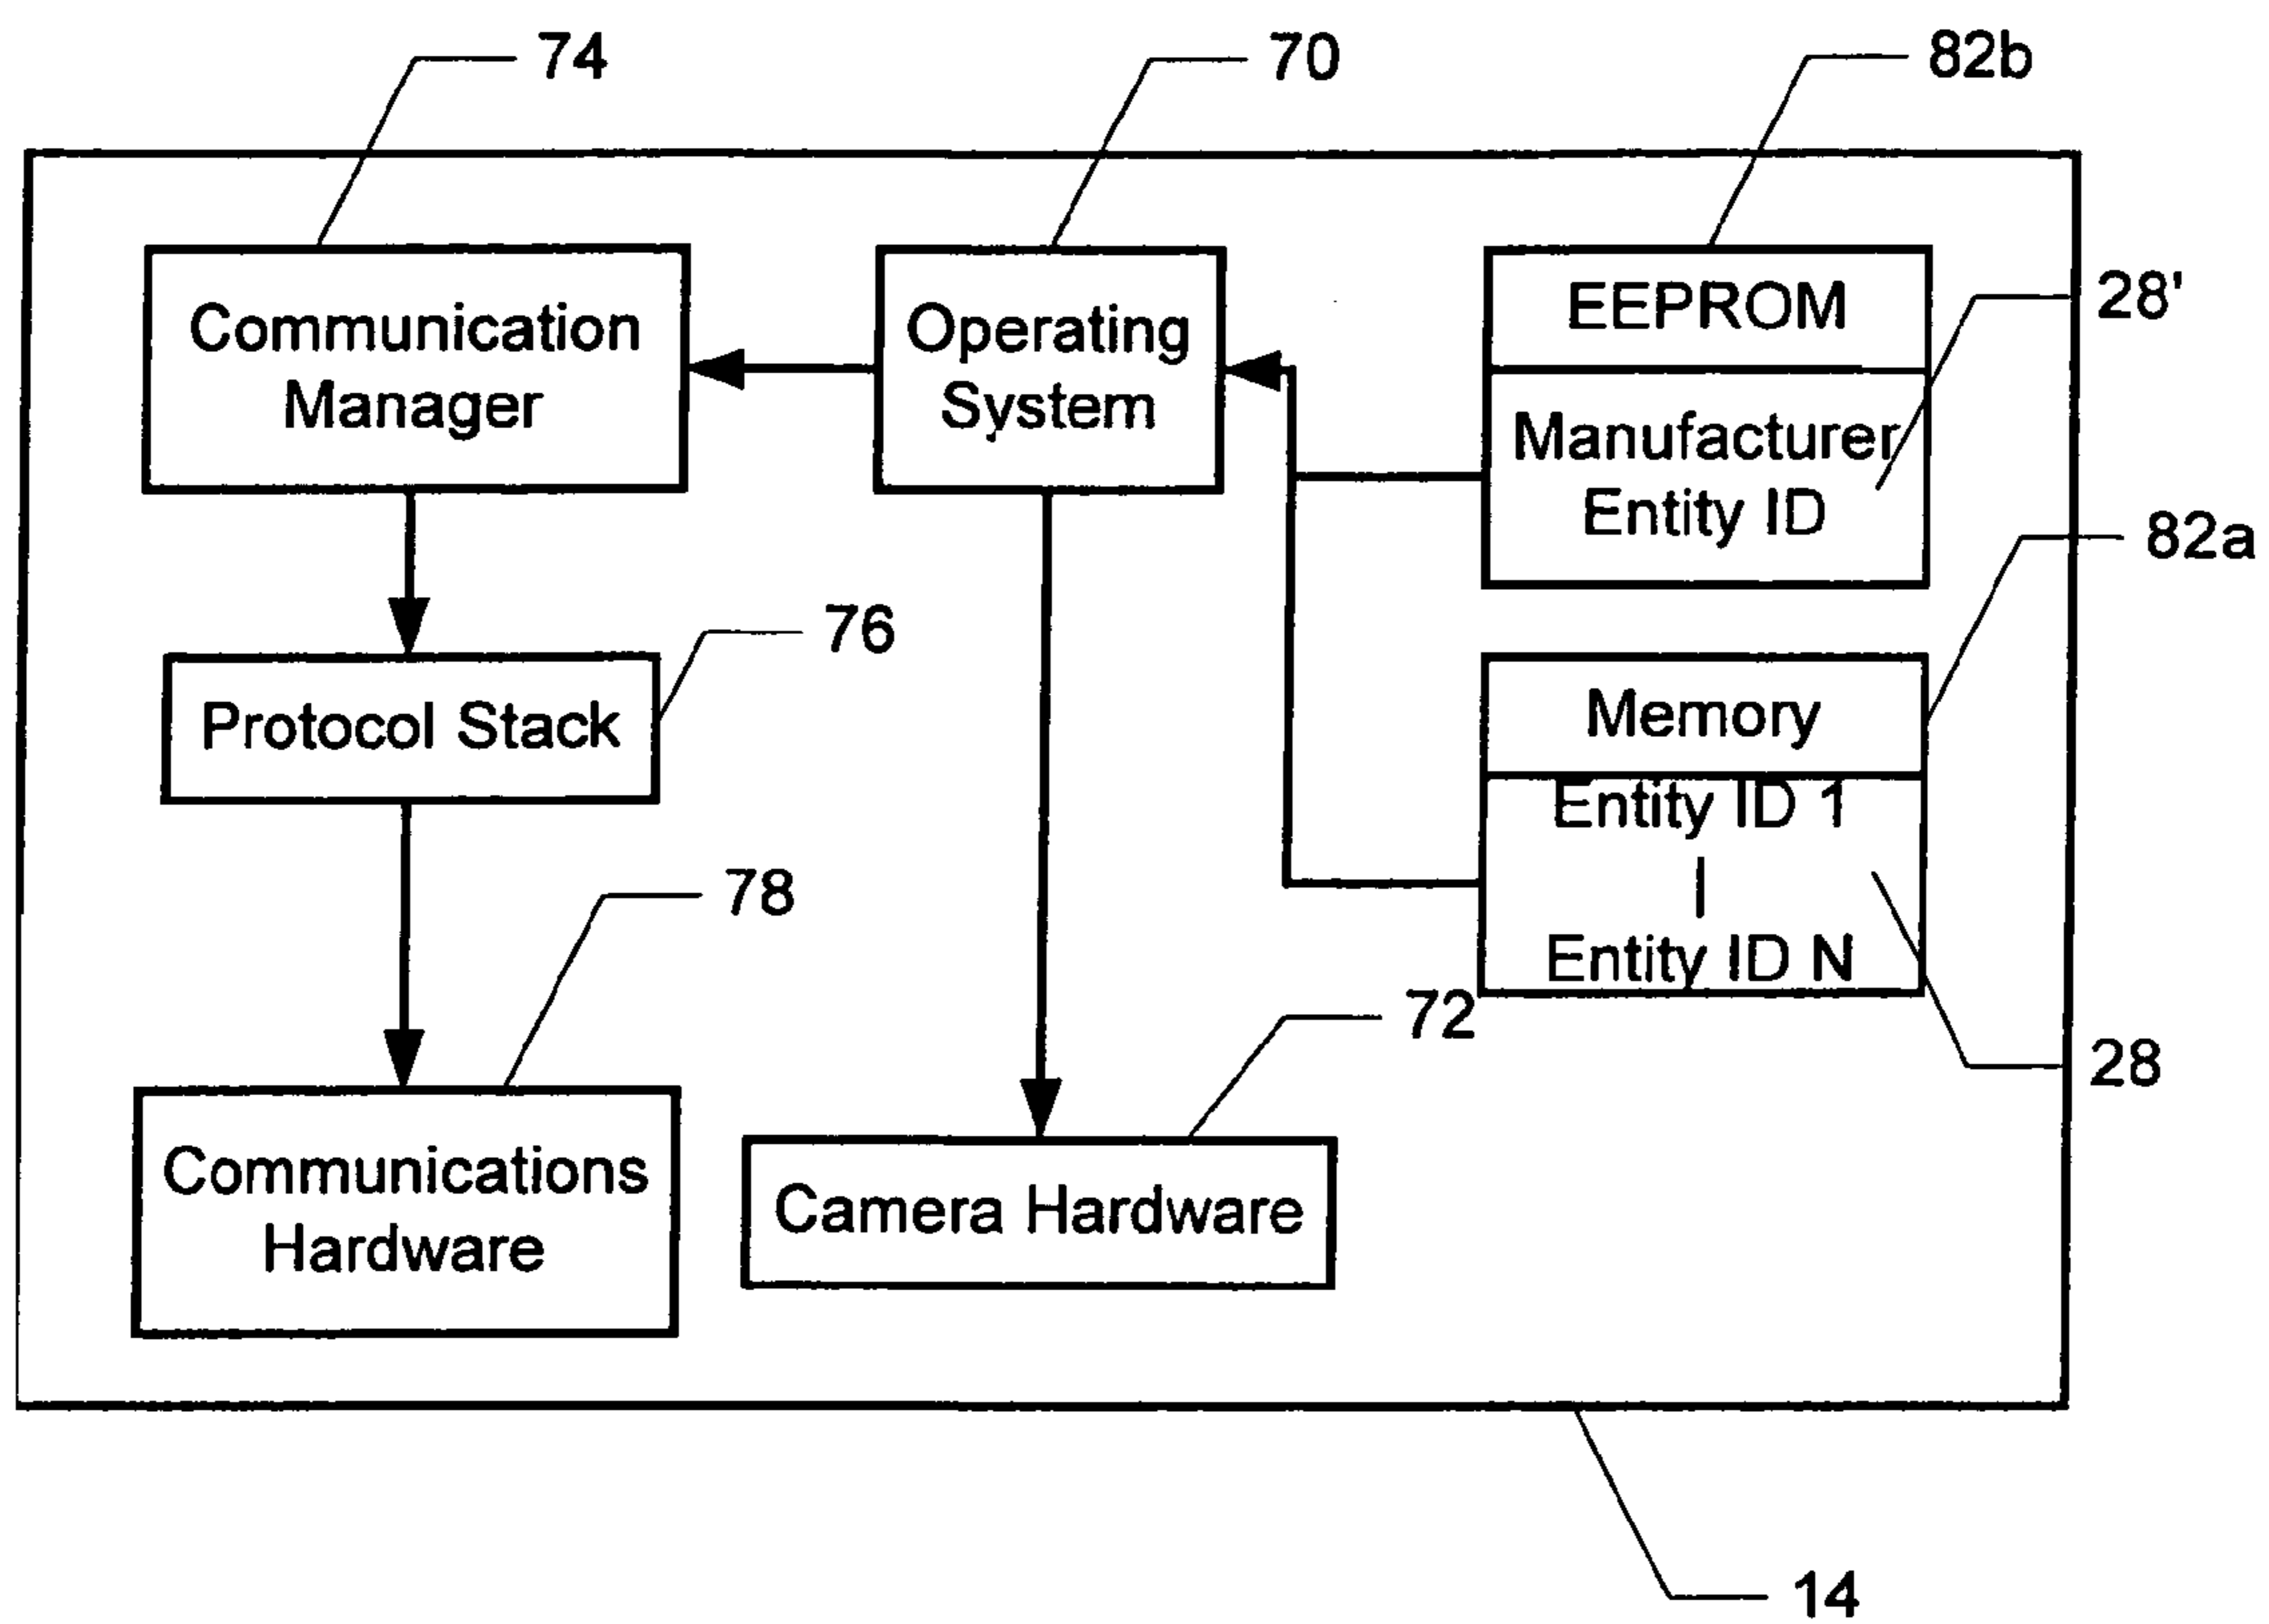 74
70
82b
Communication
Manager
Operating
System
EEPROM
28'
Manufacturer
Entity ID
82a
76
Protocol Stack
Memory
Entity ID 1
|
Entity ID N
78
72
28
Communications
Hardware
Camera Hardware
14